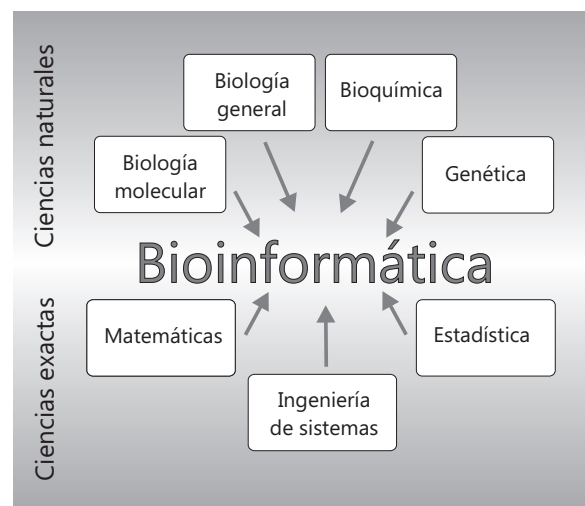 Ciencias naturales
Biología
general
Bioquímica
Biología
molecular
Genética
Bioinformática
Ciencias exactas
Matemáticas
Estadística
Ingeniería
de sistemas